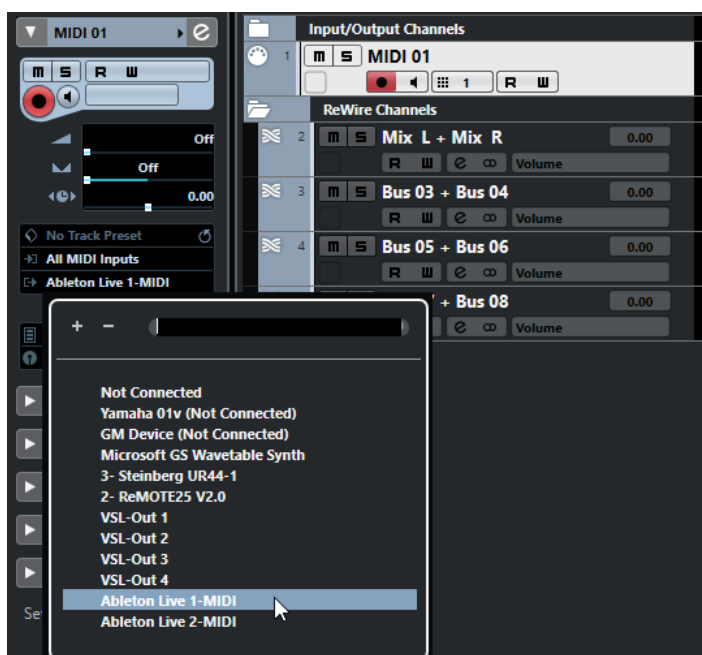 MIDI 01
e
M S R W
Off
Off
0.00
No Track Preset
All MIDI Inputs
Ableton Live 1-MIDI
Input/Output Channels
1 M S MIDI 01
1 R W
ReWire Channels
2 M S Mix L + Mix R 0.00
R W e Volume
3 M S Bus 03 + Bus 04 0.00
R W e Volume
4 M S Bus 05 + Bus 06 0.00
R W e Volume
+ Bus 08 0.00
e Volume
+ −
Not Connected
Yamaha 01v (Not Connected)
GM Device (Not Connected)
Microsoft GS Wavetable Synth
3- Steinberg UR44-1
2- ReMOTE25 V2.0
VSL-Out 1
VSL-Out 2
VSL-Out 3
VSL-Out 4
Ableton Live 1-MIDI
Ableton Live 2-MIDI